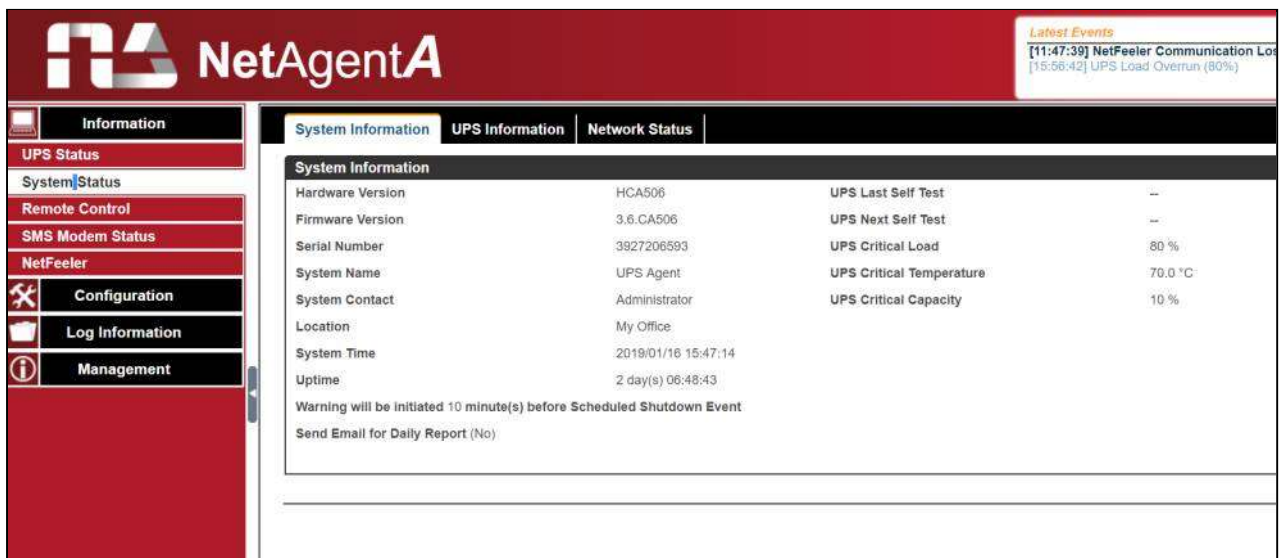 NetAgentA
Latest Events
[11:47:39] NetFeeler Communication Los
[15:56:42] UPS Load Overrun (80%)
Information
UPS Status
System Status
Remote Control
SMS Modem Status
NetFeeler
Configuration
Log Information
Management
System Information UPS Information Network Status
System Information
Hardware Version HCA506 UPS Last Self Test --
Firmware Version 3.6.CA506 UPS Next Self Test --
Serial Number 3927206593 UPS Critical Load 80 %
System Name UPS Agent UPS Critical Temperature 70.0 °C
System Contact Administrator UPS Critical Capacity 10 %
Location My Office
System Time 2019/01/16 15:47:14
Uptime 2 day(s) 06:48:43
Warning will be initiated 10 minute(s) before Scheduled Shutdown Event
Send Email for Daily Report (No)